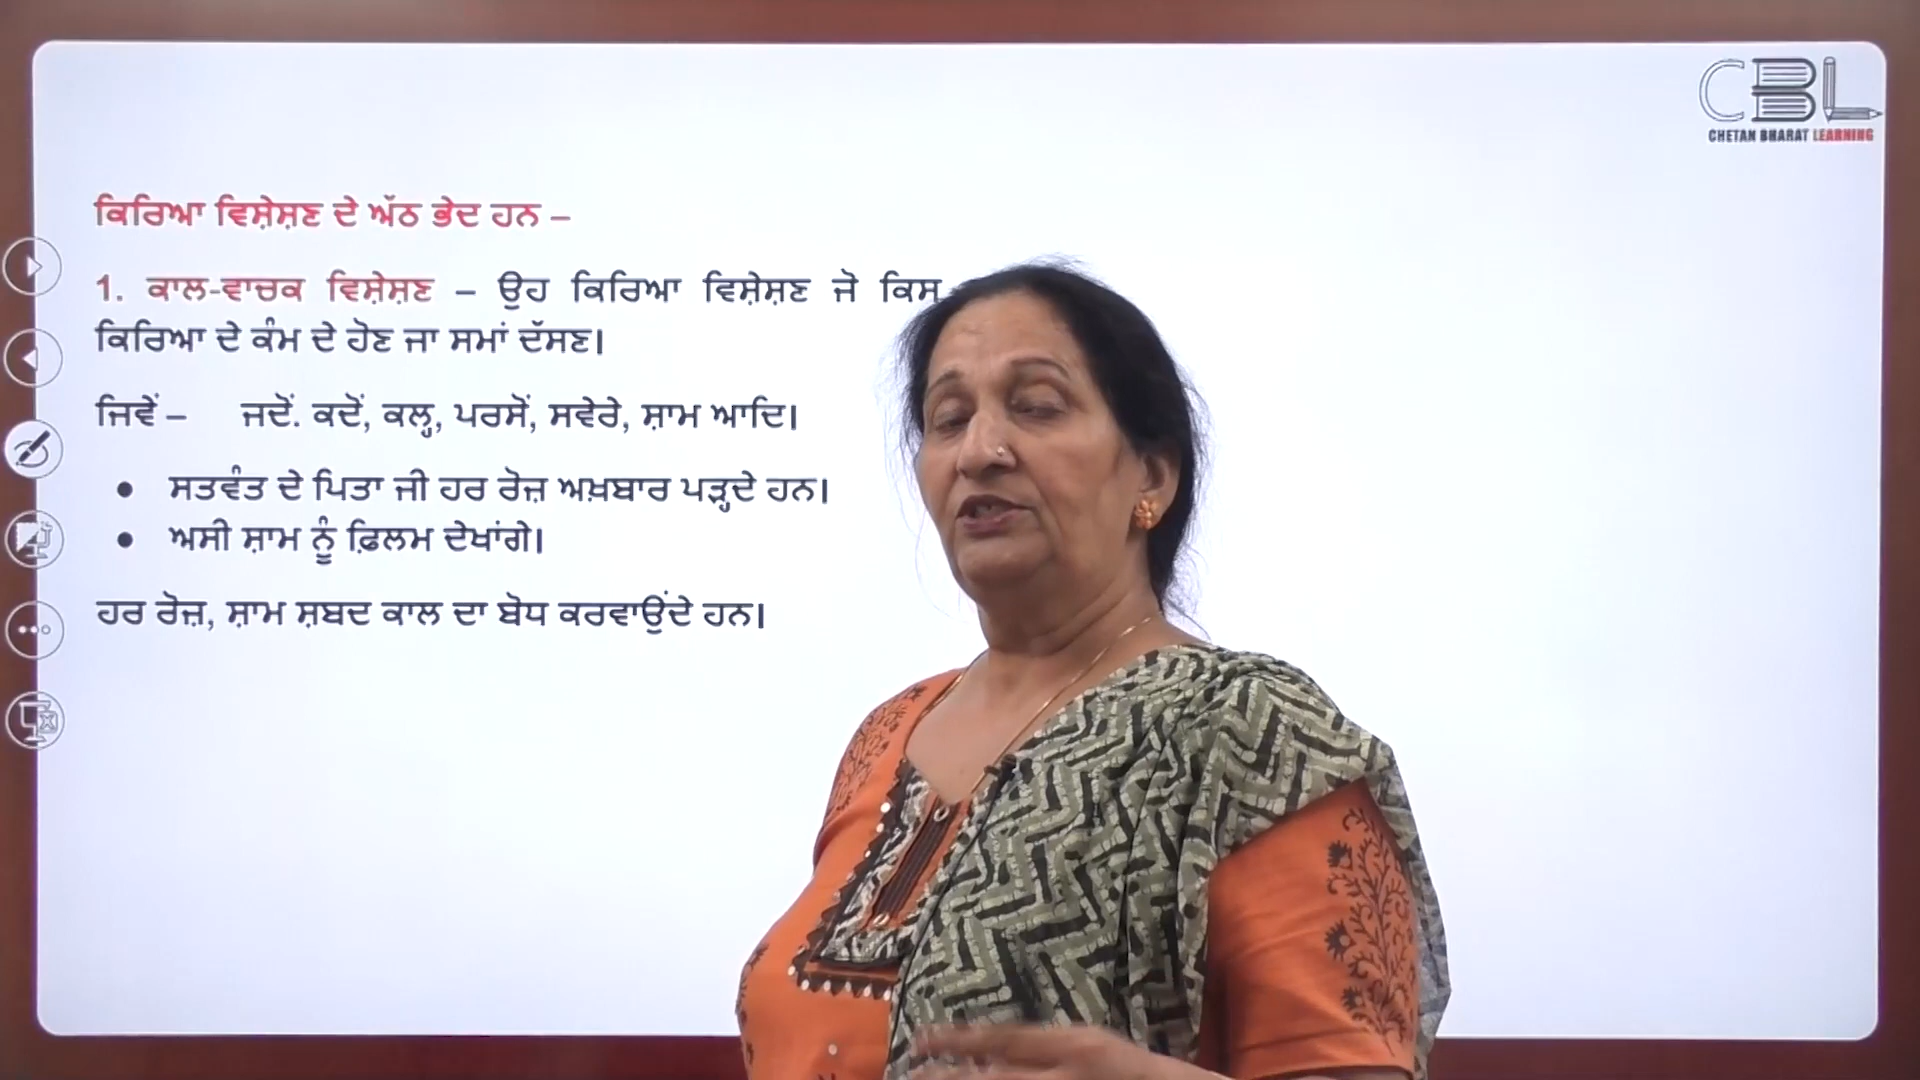 CBL
CHETAN BHARAT LEARNING
ਕਿਰਿਆ ਵਿਸ਼ੇਸ਼ਣ ਦੇ ਅੱਠ ਭੇਦ ਹਨ –
1. ਕਾਲ-ਵਾਚਕ ਵਿਸ਼ੇਸ਼ਣ – ਉਹ ਕਿਰਿਆ ਵਿਸ਼ੇਸ਼ਣ ਜੋ
ਕਿਰਿਆ ਦੇ ਕੰਮ ਦੇ ਹੋਣ ਜਾ ਸਮਾਂ ਦੱਸਣ।
ਜਿਵੇਂ – ਜਦੋਂ. ਕਦੋਂ, ਕਲ੍ਹ, ਪਰਸੋਂ, ਸਵੇਰੇ, ਸ਼ਾਮ ਆਦਿ।
• ਸਤਵੰਤ ਦੇ ਪਿਤਾ ਜੀ ਹਰ ਰੋਜ਼ ਅਖ਼ਬਾਰ ਪੜ੍ਹਦੇ ਹਨ।
• ਅਸੀ ਸ਼ਾਮ ਨੂੰ ਫ਼ਿਲਮ ਦੇਖਾਂਗੇ।
ਹਰ ਰੋਜ਼, ਸ਼ਾਮ ਸ਼ਬਦ ਕਾਲ ਦਾ ਬੋਧ ਕਰਵਾਉਂਦੇ ਹਨ।